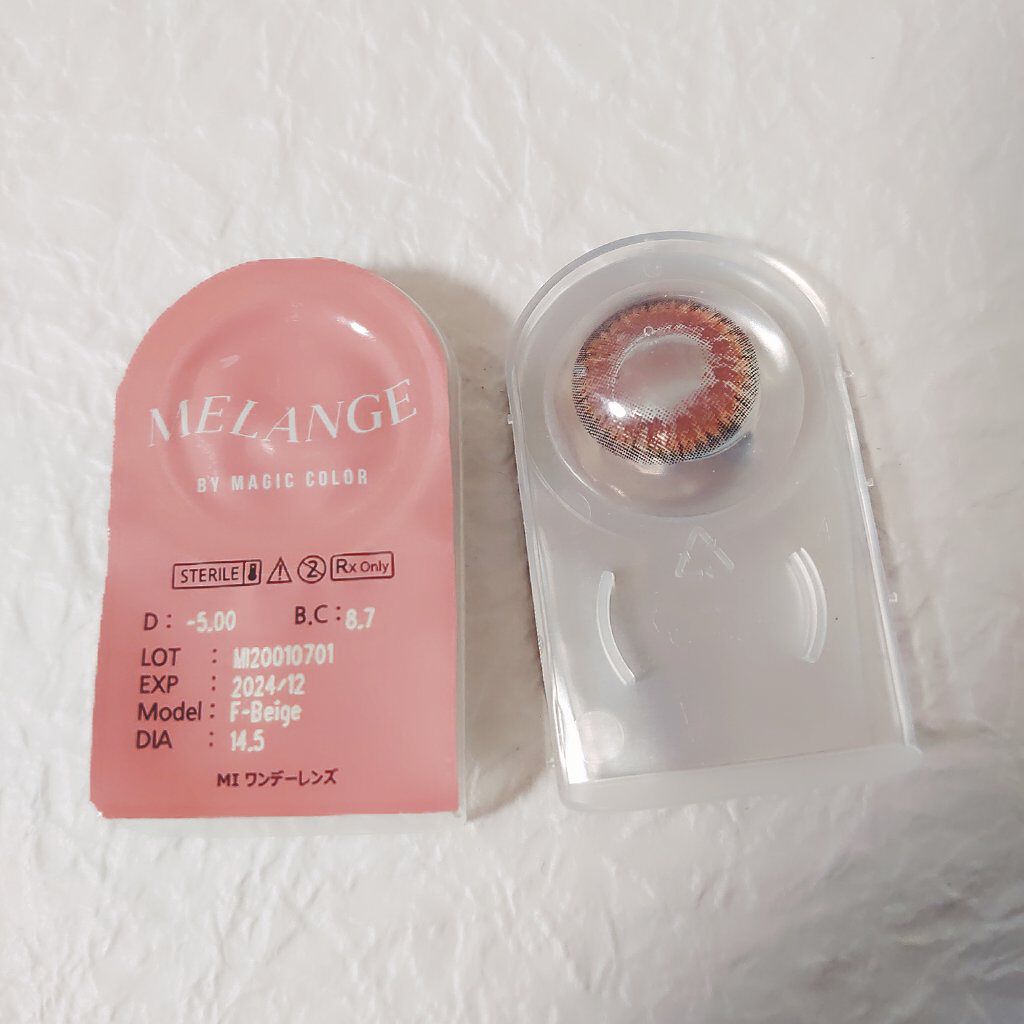 MELANGE
BY MAGIC COLOR
STERILE Rx Only
D : -5.00 B.C : 8.7
LOT : MI20010701
EXP : 2024/12
Model : F-Beige
DIA : 14.5
MI ワンデーレンズ